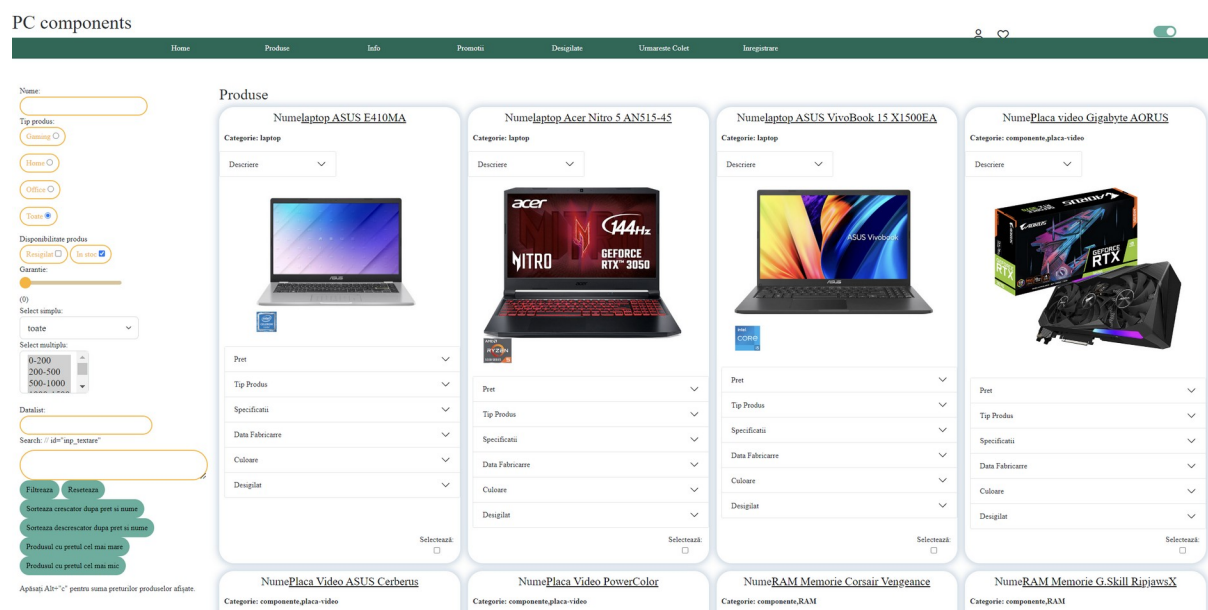 PC components
Home Produse Info Promotii Desigilate Urmareste Colet Inregistrare
Nume:
Tip produs:
Gaming
Home
Office
Toate
Disponibilitate produs
Resigilat In stoc
Garantie:
(0)
Select simplu:
toate
Select multiplu:
0-200
200-500
500-1000
Datalist:
Search: // id="inp_textare"
Filtreaza Reseteaza
Sorteaza crescator dupa pret si nume
Sorteaza descrescator dupa pret si nume
Produsul cu pretul cel mai mare
Produsul cu pretul cel mai mic
Apăsați Alt+"c" pentru suma preturilor produselor afișate.
Produse
Numelaptop ASUS E410MA
Categorie: laptop
Descriere
Pret
Tip Produs
Specificatii
Data Fabricarre
Culoare
Desigilat
Selectează:
Numelaptop Acer Nitro 5 AN515-45
Categorie: laptop
Descriere
acer
144Hz
NITRO
GEFORCE
RTX™ 3050
RYZEN
Pret
Tip Produs
Specificatii
Data Fabricarre
Culoare
Desigilat
Selectează:
Numelaptop ASUS VivoBook 15 X1500EA
Categorie: laptop
Descriere
ASUS Vivobook
CORE
Pret
Tip Produs
Specificatii
Data Fabricarre
Culoare
Desigilat
Selectează:
NumePlaca video Gigabyte AORUS
Categorie: componente,placa-video
Descriere
AORUS
GEFORCE
RTX
Pret
Tip Produs
Specificatii
Data Fabricarre
Culoare
Desigilat
Selectează:
NumePlaca Video ASUS Cerberus
Categorie: componente,placa-video
NumePlaca Video PowerColor
Categorie: componente,placa-video
NumeRAM Memorie Corsair Vengeance
Categorie: componente,RAM
NumeRAM Memorie G.Skill RipjawsX
Categorie: componente,RAM